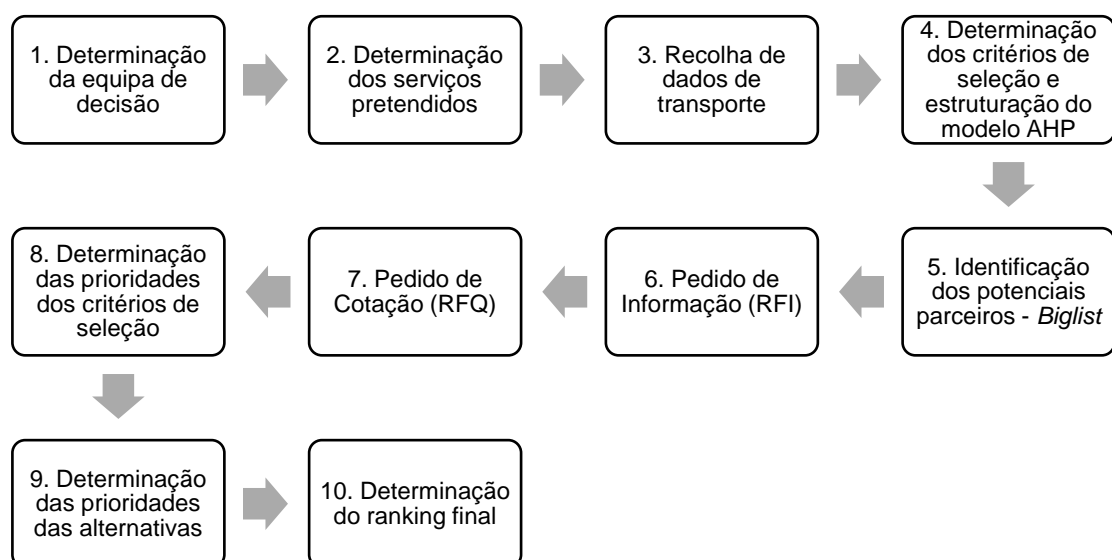 1. Determinação
da equipa de
decisão
2. Determinação
dos serviços
pretendidos
3. Recolha de
dados de
transporte
4. Determinação
dos critérios de
seleção e
estruturação do
modelo AHP
5. Identificação
dos potenciais
parceiros - Biglist
6. Pedido de
Informação (RFI)
7. Pedido de
Cotação (RFQ)
8. Determinação
das prioridades
dos critérios de
seleção
9. Determinação
das prioridades
das alternativas
10. Determinação
do ranking final